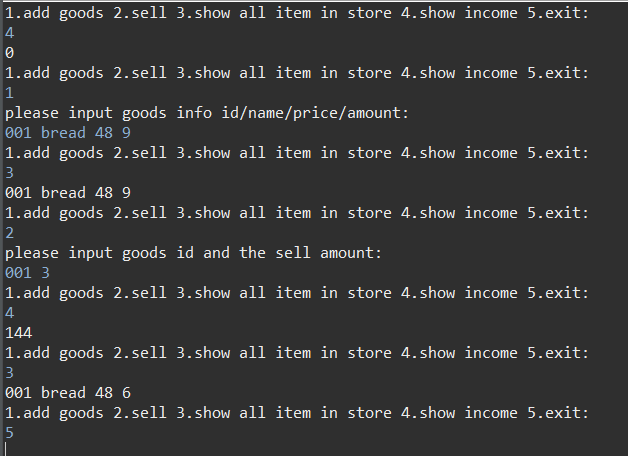 1.add goods 2.sell 3.show all item in store 4.show income 5.exit:
4
0
1.add goods 2.sell 3.show all item in store 4.show income 5.exit:
1
please input goods info id/name/price/amount:
001 bread 48 9
1.add goods 2.sell 3.show all item in store 4.show income 5.exit:
3
001 bread 48 9
1.add goods 2.sell 3.show all item in store 4.show income 5.exit:
2
please input goods id and the sell amount:
001 3
1.add goods 2.sell 3.show all item in store 4.show income 5.exit:
4
144
1.add goods 2.sell 3.show all item in store 4.show income 5.exit:
3
001 bread 48 6
1.add goods 2.sell 3.show all item in store 4.show income 5.exit:
5